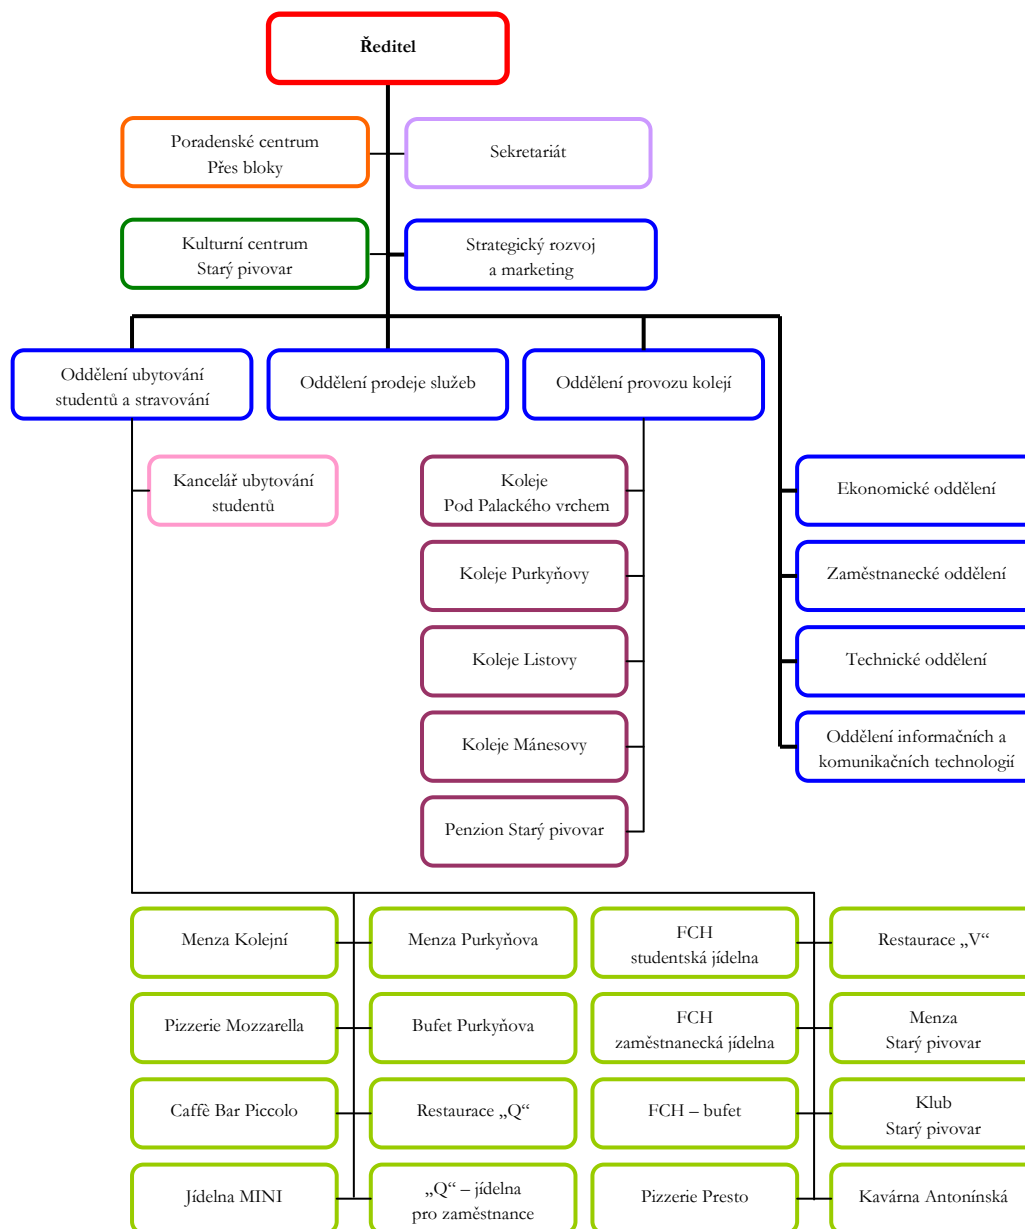 Ředitel
Poradenské centrum
Přes bloky
Sekretariát
Kulturní centrum
Starý pivovar
Strategický rozvoj
a marketing
Oddělení ubytování
studentů a stravování
Oddělení prodeje služeb
Oddělení provozu kolejí
Kancelář ubytování
studentů
Koleje
Pod Palackého vrchem
Koleje Purkyňovy
Koleje Listovy
Koleje Mánesovy
Penzion Starý pivovar
Ekonomické oddělení
Zaměstnanecké oddělení
Technické oddělení
Oddělení informačních a
komunikačních technologií
Menza Kolejní
Menza Purkyňova
FCH
studentská jídelna
Restaurace „V“
Pizzerie Mozzarella
Bufet Purkyňova
FCH
zaměstnanecká jídelna
Menza
Starý pivovar
Caffè Bar Piccolo
Restaurace „Q“
FCH – bufet
Klub
Starý pivovar
Jídelna MINI
„Q“ – jídelna
pro zaměstnance
Pizzerie Presto
Kavárna Antonínská